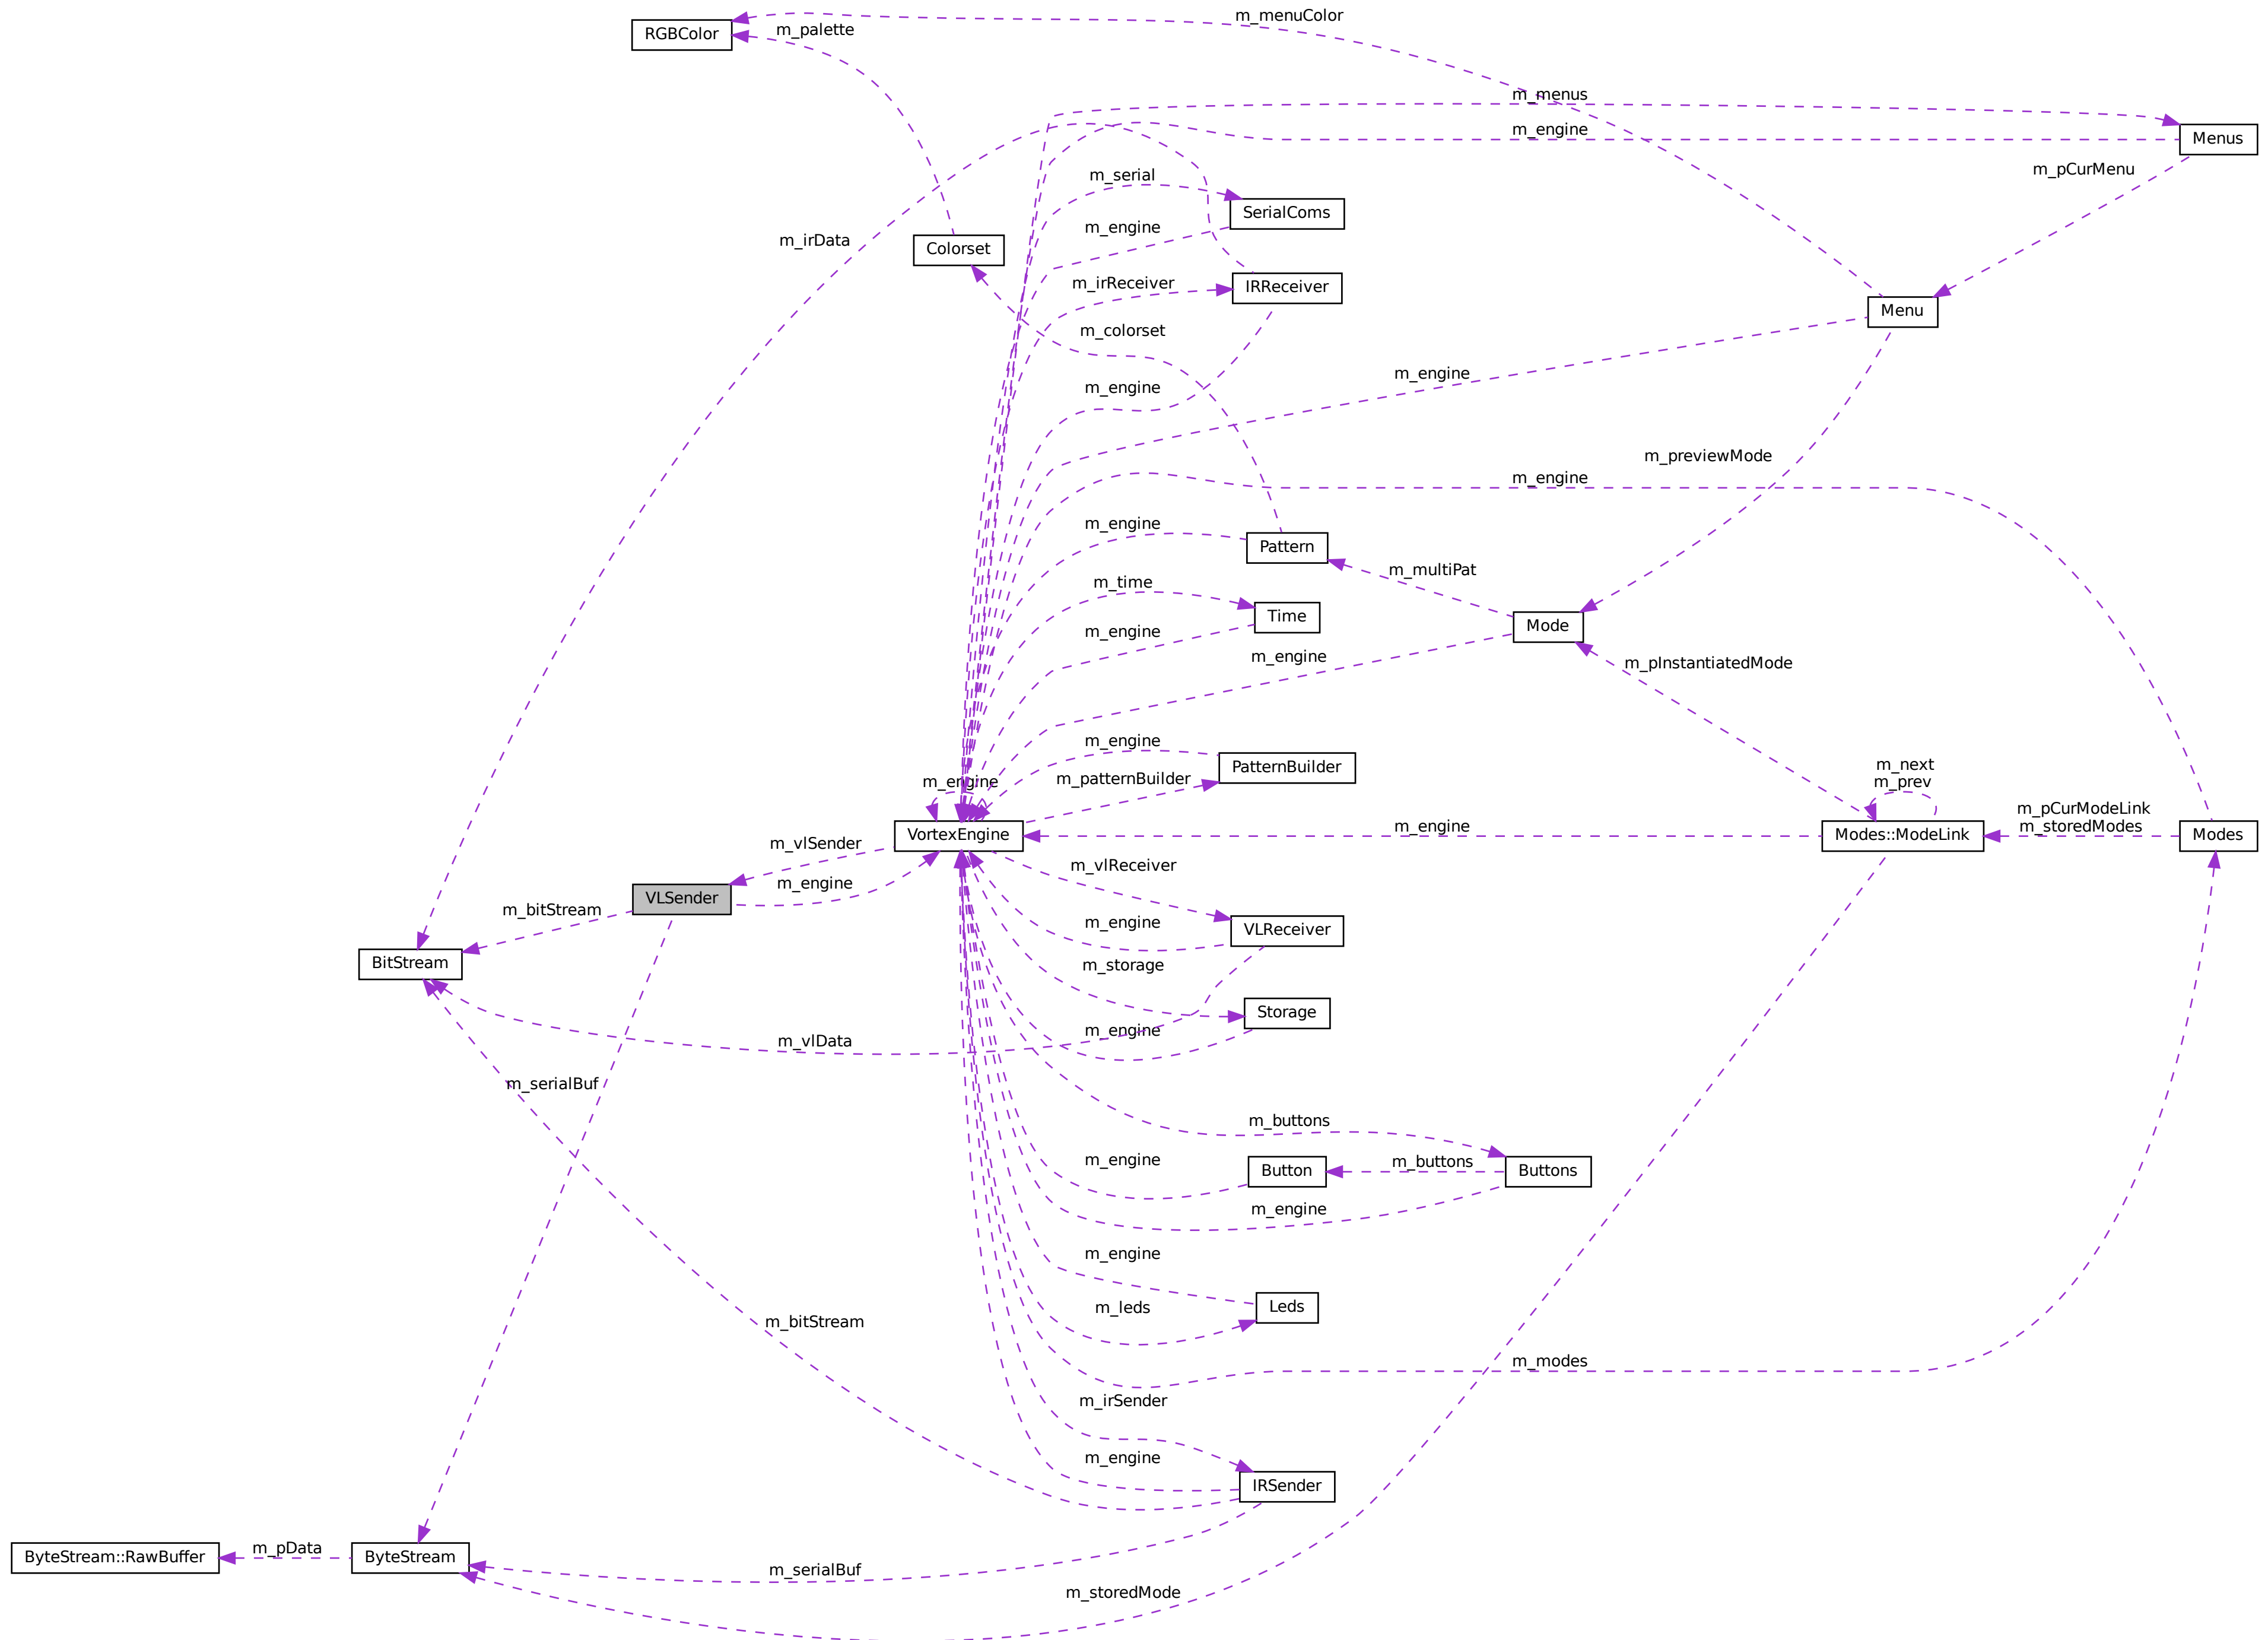 m_menuColor
RGBColor
m_palette
m_menus
m_engine
Menus
m_pCurMenu
m_serial
SerialComs
m_engine
m_irData
Colorset
m_irReceiver
IRReceiver
Menu
m_colorset
m_engine
m_engine
m_previewMode
m_engine
m_engine
Pattern
m_multiPat
m_time
Time
Mode
m_engine
m_engine
m_pInstantiatedMode
m_engine
PatternBuilder
m_patternBuilder
m_engine
m_next
m_prev
m_pCurModeLink
m_storedModes
VortexEngine
m_engine
Modes::ModeLink
Modes
m_vlSender
m_vlReceiver
m_engine
VLSender
m_bitStream
m_engine
VLReceiver
BitStream
m_storage
Storage
m_engine
m_vlData
m_serialBuf
m_buttons
m_engine
Button
m_buttons
Buttons
m_engine
m_engine
Leds
m_leds
m_bitStream
m_modes
m_irSender
m_engine
IRSender
ByteStream::RawBuffer
m_pData
ByteStream
m_serialBuf
m_storedMode